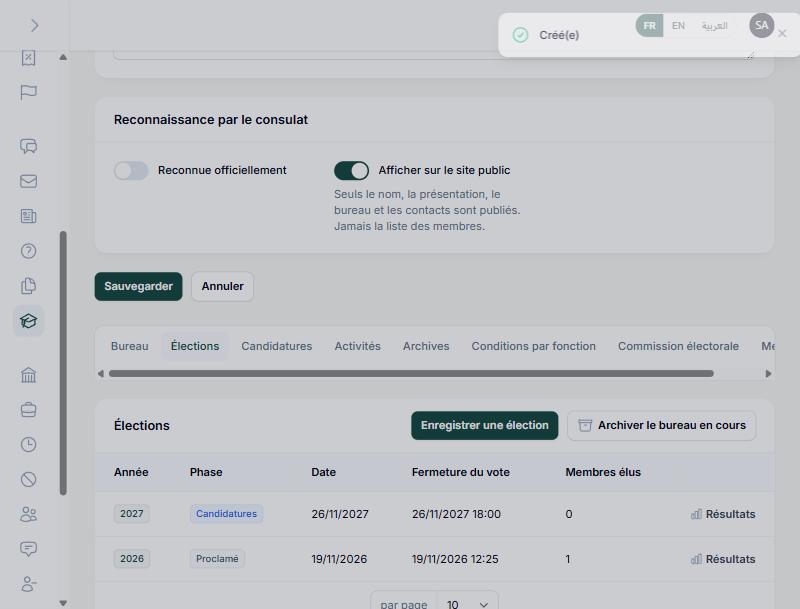 Créé(e)
FR EN العربية SA
Reconnaissance par le consulat
Reconnue officiellement
Afficher sur le site public
Seuls le nom, la présentation, le
bureau et les contacts sont publiés.
Jamais la liste des membres.
Sauvegarder Annuler
Bureau Élections Candidatures Activités Archives Conditions par fonction Commission électorale Me
Élections Enregistrer une élection Archiver le bureau en cours
Année Phase Date Fermeture du vote Membres élus
2027 Candidatures 26/11/2027 26/11/2027 18:00 0 Résultats
2026 Proclamé 19/11/2026 19/11/2026 12:25 1 Résultats
par page 10